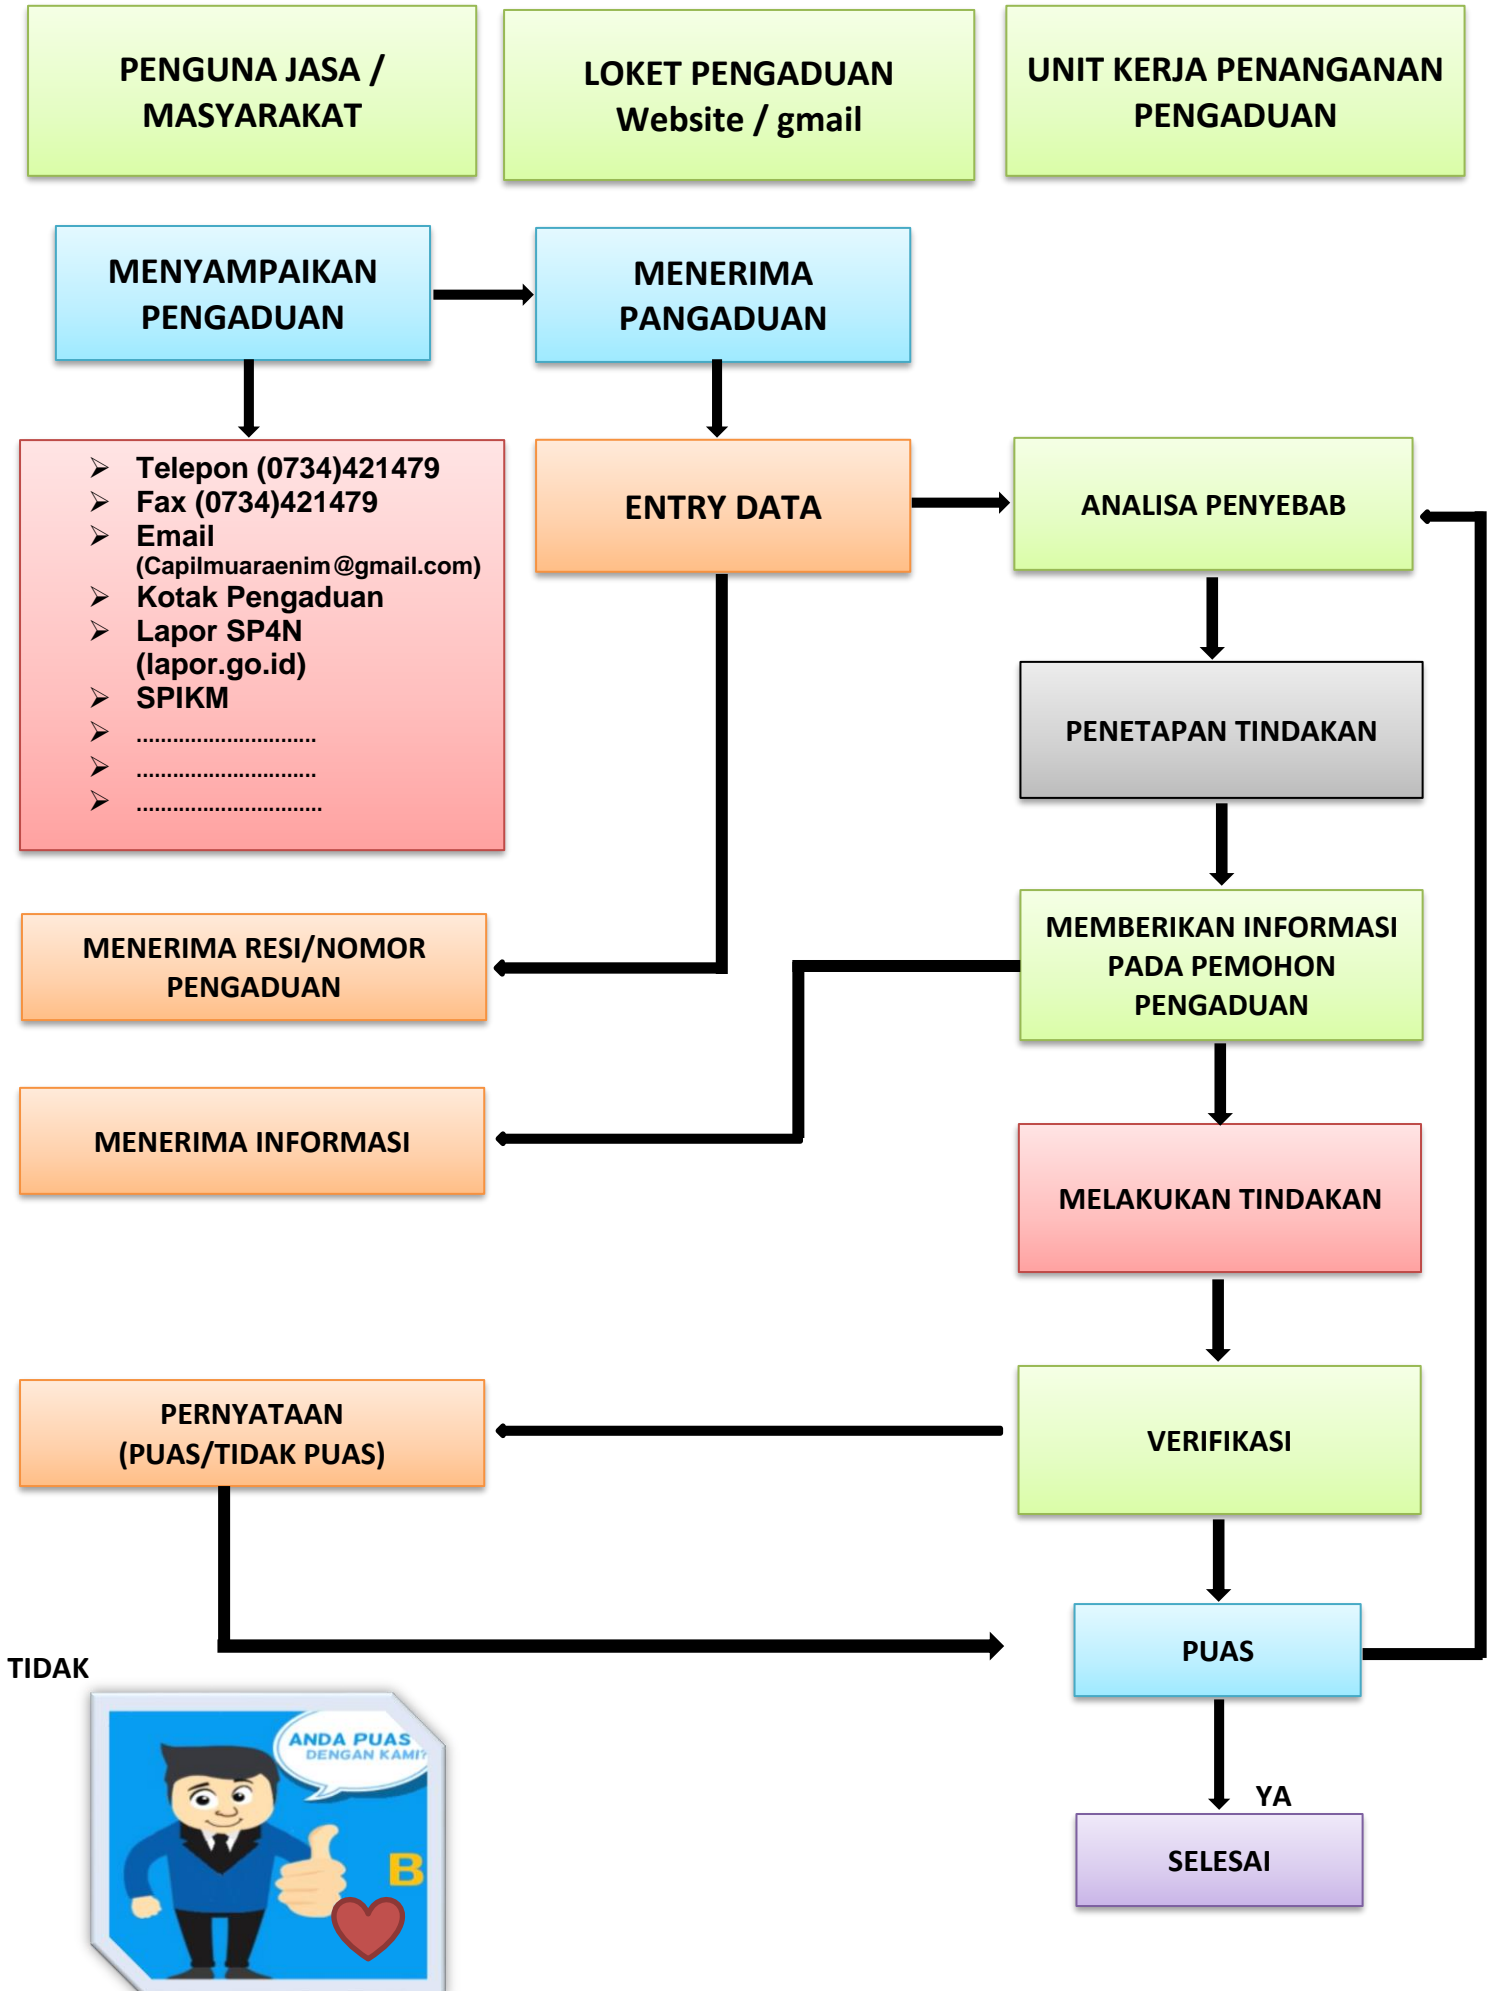 PENGUNA JASA /
MASYARAKAT
LOKET PENGADUAN
Website / gmail
UNIT KERJA PENANGANAN
PENGADUAN
MENYAMPAIKAN
PENGADUAN
MENERIMA
PANGADUAN
➢ Telepon (0734)421479
➢ Fax (0734)421479
➢ Email
(Capilmuaraenim@gmail.com)
➢ Kotak Pengaduan
➢ Lapor SP4N
(lapor.go.id)
➢ SPIKM
➢ ..............................
➢ ..............................
➢ ...............................
ENTRY DATA
ANALISA PENYEBAB
PENETAPAN TINDAKAN
MENERIMA RESI/NOMOR
PENGADUAN
MEMBERIKAN INFORMASI
PADA PEMOHON
PENGADUAN
MENERIMA INFORMASI
MELAKUKAN TINDAKAN
PERNYATAAN
(PUAS/TIDAK PUAS)
VERIFIKASI
PUAS
TIDAK
ANDA PUAS
DENGAN KAMI?
B
YA
SELESAI